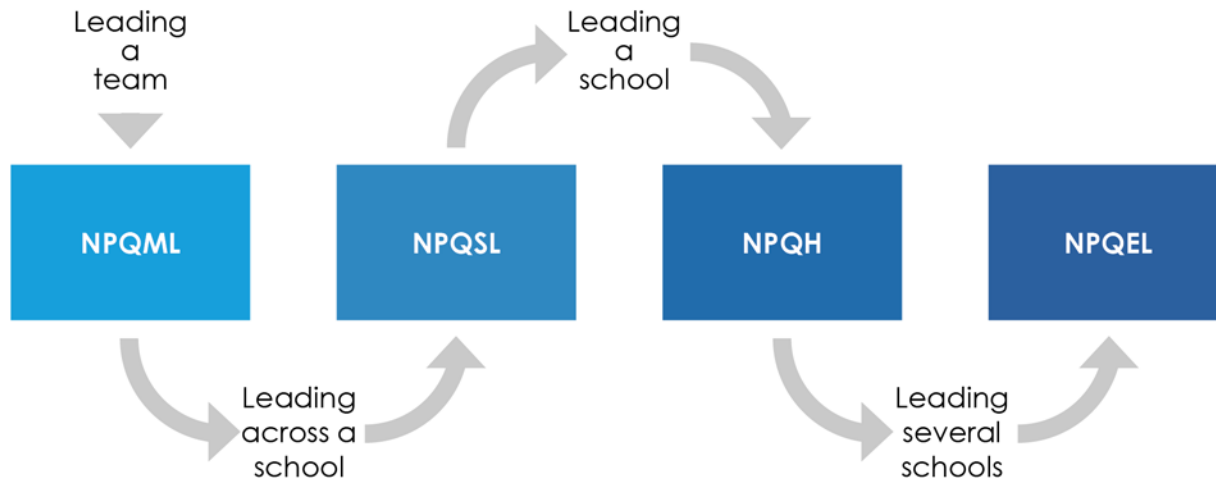 Leading
a
team
NPQML
Leading
across a
school
NPQSL
Leading
a
school
NPQH
Leading
several
schools
NPQEL